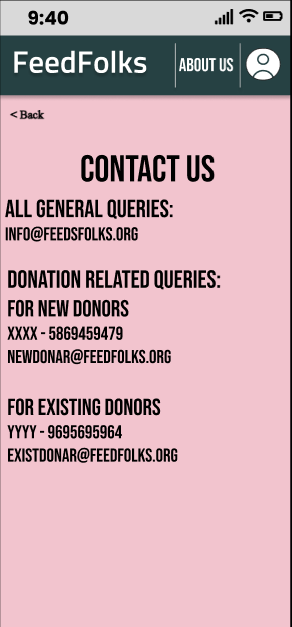 9:40
FeedFolks
ABOUT US
< Back
CONTACT US
ALL GENERAL QUERIES:
INFO@FEEDSFOLKS.ORG
DONATION RELATED QUERIES:
FOR NEW DONORS
XXXX - 5869459479
NEWDONAR@FEEDFOLKS.ORG
FOR EXISTING DONORS
YYYY - 9695695964
EXISTDONAR@FEEDFOLKS.ORG